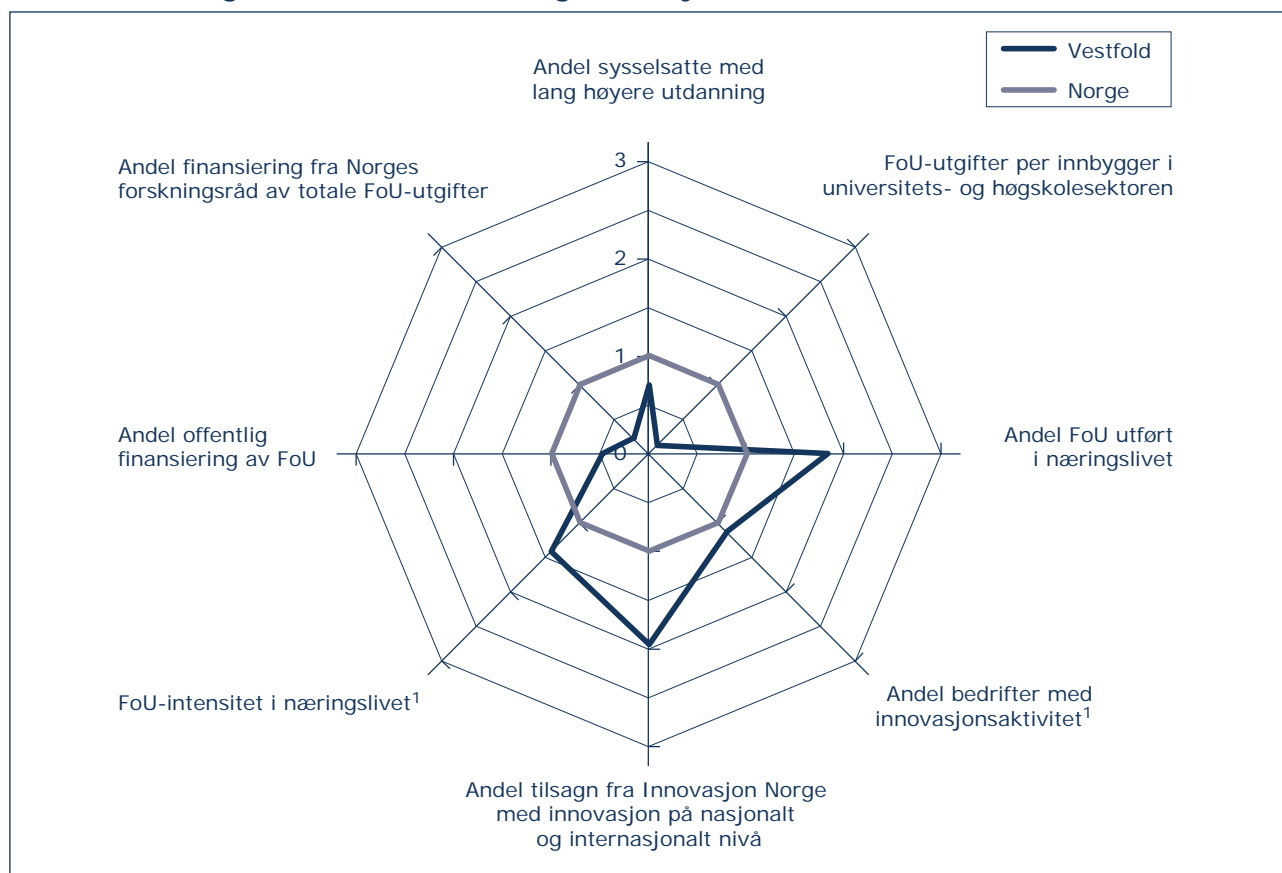 Vestfold
Norge
Andel sysselsatte med
lang høyere utdanning
Andel finansiering fra Norges
forskningsråd av totale FoU-utgifter
FoU-utgifter per innbygger i
universitets- og høgskolesektoren
3
2
1
0
Andel offentlig
finansiering av FoU
Andel FoU utført
i næringslivet
FoU-intensitet i næringslivet¹
Andel bedrifter med
innovasjonsaktivitet¹
Andel tilsagn fra Innovasjon Norge
med innovasjon på nasjonalt
og internasjonalt nivå